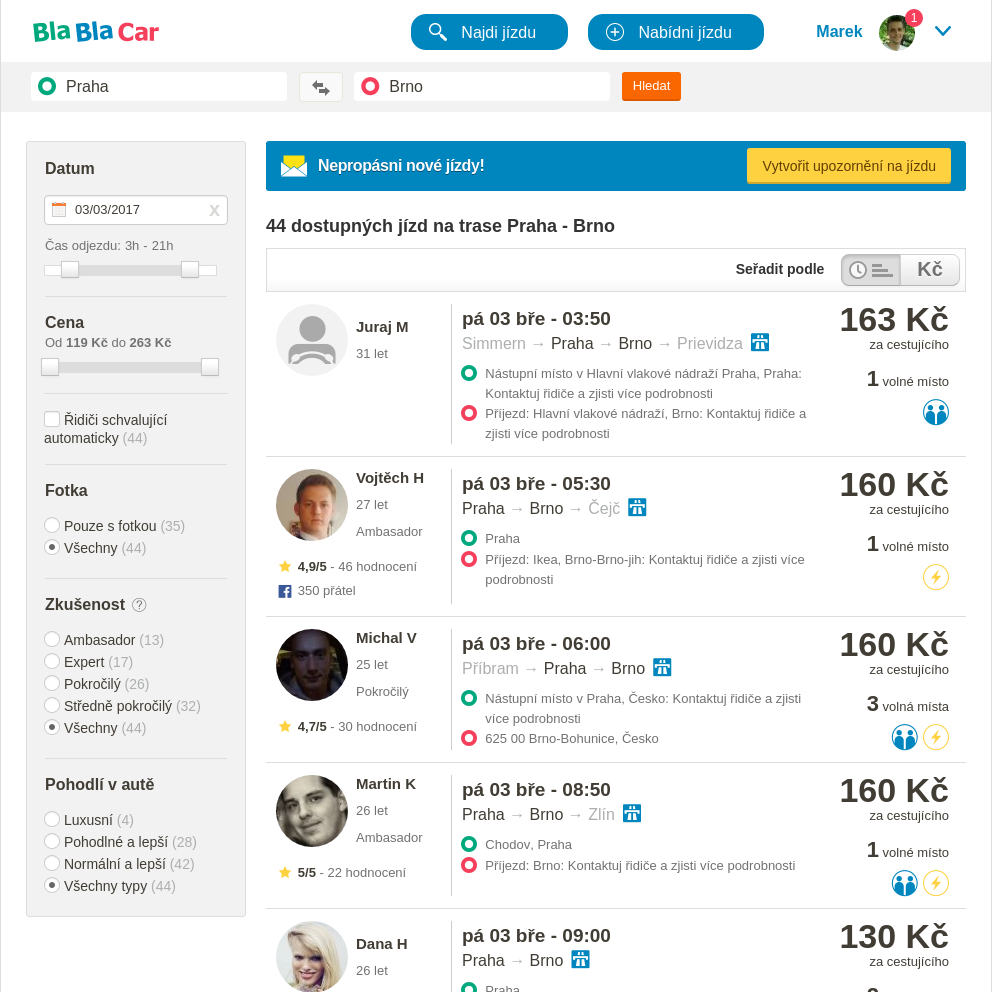 Bla Bla Car
Najdi jízdu
Nabídni jízdu
Marek
1
Praha
Brno
Hledat
Datum
03/03/2017
X
Čas odjezdu: 3h - 21h
Cena
Od 119 Kč do 263 Kč
Řidiči schvalující
automaticky (44)
Fotka
Pouze s fotkou (35)
Všechny (44)
Zkušenost ?
Ambasador (13)
Expert (17)
Pokročilý (26)
Středně pokročilý (32)
Všechny (44)
Pohodlí v autě
Luxusní (4)
Pohodlné a lepší (28)
Normální a lepší (42)
Všechny typy (44)
Nepropásni nové jízdy!
Vytvořit upozornění na jízdu
44 dostupných jízd na trase Praha - Brno
Seřadit podle
Kč
Juraj M
31 let
pá 03 bře - 03:50
Simmern → Praha → Brno → Prievidza
Nástupní místo v Hlavní vlakové nádraží Praha, Praha:
Kontaktuj řidiče a zjisti více podrobnosti
Příjezd: Hlavní vlakové nádraží, Brno: Kontaktuj řidiče a
zjisti více podrobnosti
163 Kč
za cestujícího
1 volné místo
Vojtěch H
27 let
Ambasador
4,9/5 - 46 hodnocení
350 přátel
pá 03 bře - 05:30
Praha → Brno → Čejč
Praha
Příjezd: Ikea, Brno-Brno-jih: Kontaktuj řidiče a zjisti více
podrobnosti
160 Kč
za cestujícího
1 volné místo
Michal V
25 let
Pokročilý
4,7/5 - 30 hodnocení
pá 03 bře - 06:00
Příbram → Praha → Brno
Nástupní místo v Praha, Česko: Kontaktuj řidiče a zjisti
více podrobnosti
625 00 Brno-Bohunice, Česko
160 Kč
za cestujícího
3 volná místa
Martin K
26 let
Ambasador
5/5 - 22 hodnocení
pá 03 bře - 08:50
Praha → Brno → Zlín
Chodov, Praha
Příjezd: Brno: Kontaktuj řidiče a zjisti více podrobnosti
160 Kč
za cestujícího
1 volné místo
Dana H
26 let
pá 03 bře - 09:00
Praha → Brno
Praha
130 Kč
za cestujícího